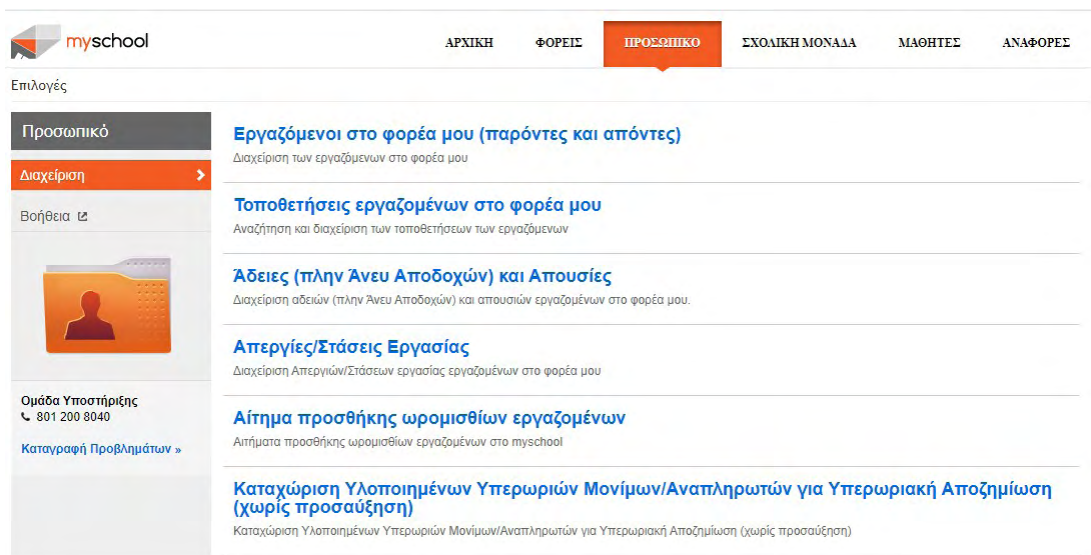 myschool
ΑΡΧΙΚΗ ΦΟΡΕΙΣ ΠΡΟΣΩΠΙΚΟ ΣΧΟΛΙΚΗ ΜΟΝΑΔΑ ΜΑΘΗΤΕΣ ΑΝΑΦΟΡΕΣ
Επιλογές
Προσωπικό
Διαχείριση
Βοήθεια
Ομάδα Υποστήριξης
801 200 8040
Καταγραφή Προβλημάτων »
Εργαζόμενοι στο φορέα μου (παρόντες και απόντες)
Διαχείριση των εργαζόμενων στο φορέα μου
Τοποθετήσεις εργαζομένων στο φορέα μου
Αναζήτηση και διαχείριση των τοποθετήσεων των εργαζόμενων
Άδειες (πλην Άνευ Αποδοχών) και Απουσίες
Διαχείριση αδειών (πλην Άνευ Αποδοχών) και απουσιών εργαζομένων στο φορέα μου.
Απεργίες/Στάσεις Εργασίας
Διαχείριση Απεργιών/Στάσεων εργασίας εργαζομένων στο φορέα μου
Αίτημα προσθήκης ωρομισθίων εργαζομένων
Αιτήματα προσθήκης ωρομισθίων εργαζομένων στο myschool
Καταχώριση Υλοποιημένων Υπερωριών Μονίμων/Αναπληρωτών για Υπερωριακή Αποζημίωση
(χωρίς προσαύξηση)
Καταχώριση Υλοποιημένων Υπερωριών Μονίμων/Αναπληρωτών για Υπερωριακή Αποζημίωση (χωρίς προσαύξηση)